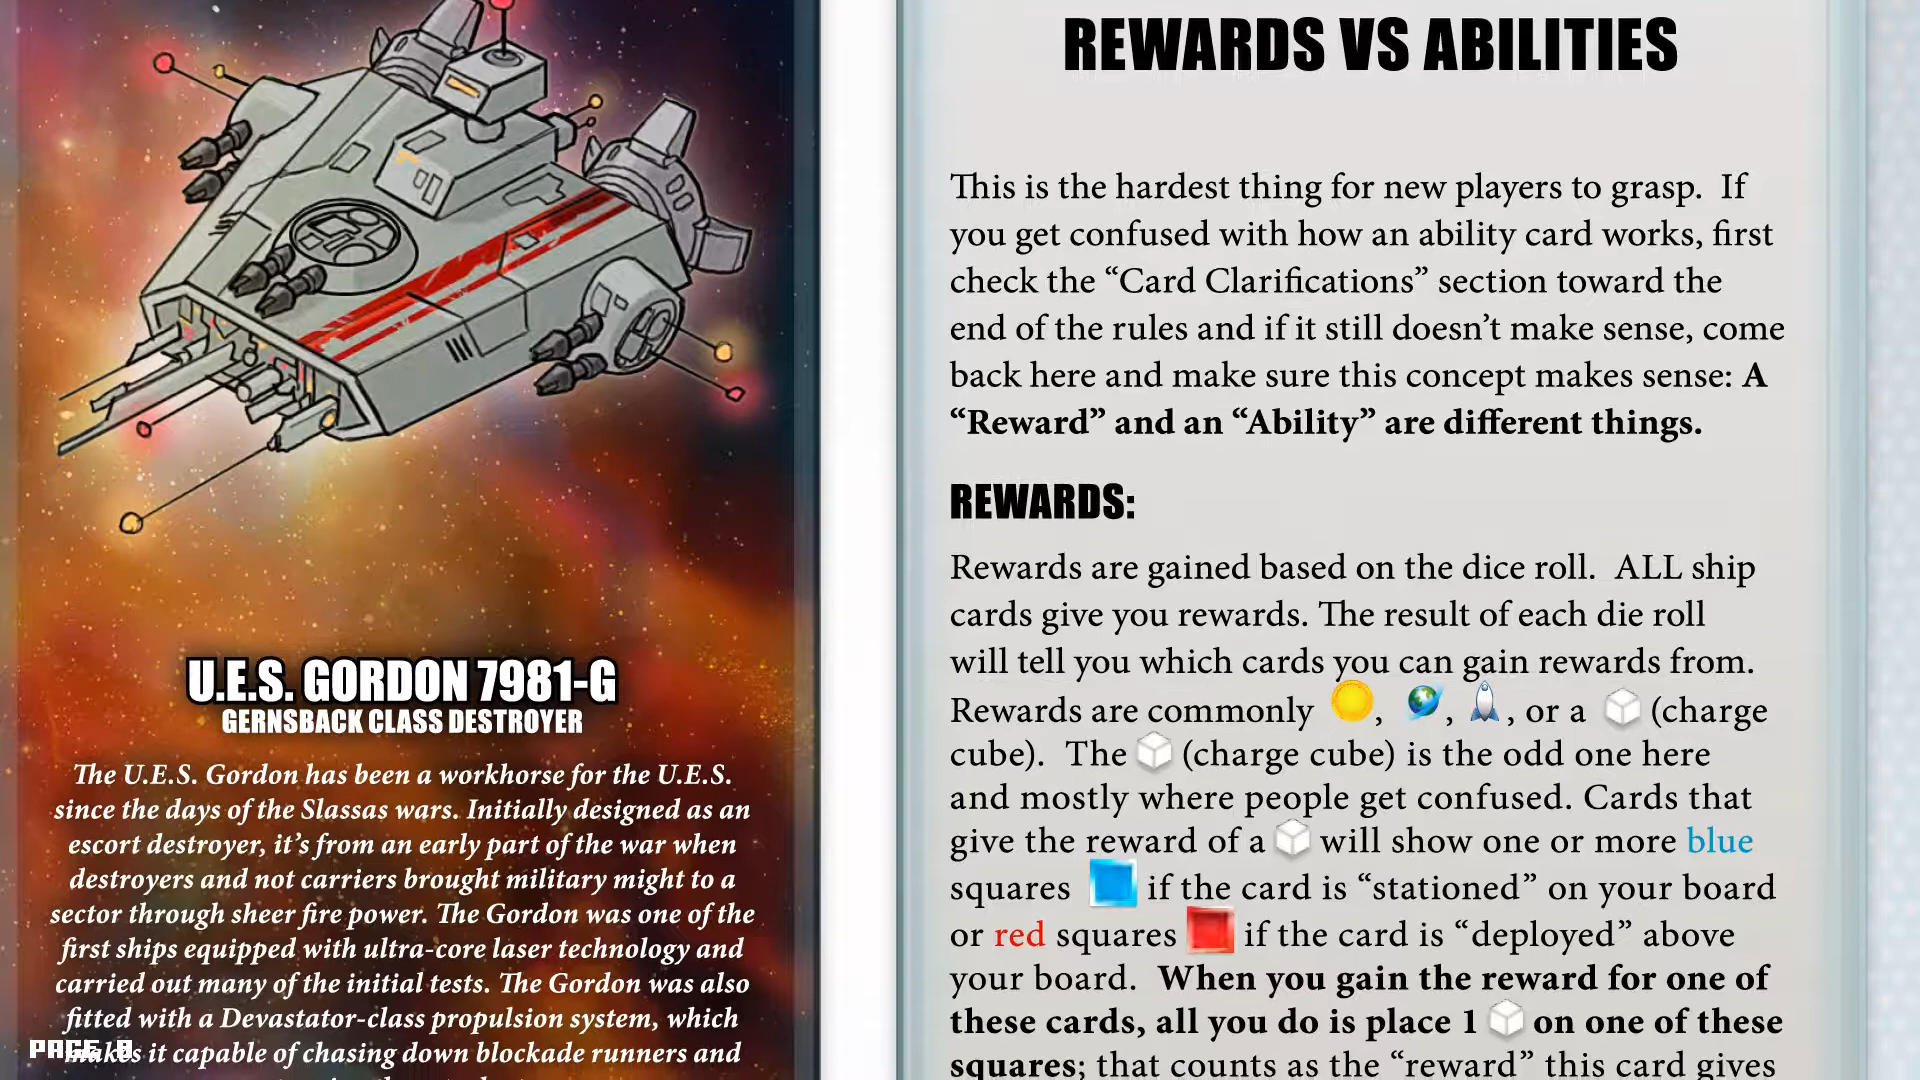 U.E.S. GORDON 7981-G
GERNSBACK CLASS DESTROYER
The U.E.S. Gordon has been a workhorse for the U.E.S.
since the days of the Slassas wars. Initially designed as an
escort destroyer, it’s from an early part of the war when
destroyers and not carriers brought military might to a
sector through sheer fire power. The Gordon was one of the
first ships equipped with ultra-core laser technology and
carried out many of the initial tests. The Gordon was also
fitted with a Devastator-class propulsion system, which
makes it capable of chasing down blockade runners and
PAGE
REWARDS VS ABILITIES
This is the hardest thing for new players to grasp. If
you get confused with how an ability card works, first
check the “Card Clarifications” section toward the
end of the rules and if it still doesn’t make sense, come
back here and make sure this concept makes sense: A
“Reward” and an “Ability” are different things.
REWARDS:
Rewards are gained based on the dice roll. ALL ship
cards give you rewards. The result of each die roll
will tell you which cards you can gain rewards from.
Rewards are commonly , , , or a (charge
cube). The (charge cube) is the odd one here
and mostly where people get confused. Cards that
give the reward of a will show one or more blue
squares if the card is “stationed” on your board
or red squares if the card is “deployed” above
your board. When you gain the reward for one of
these cards, all you do is place 1 on one of these
squares; that counts as the “reward” this card gives